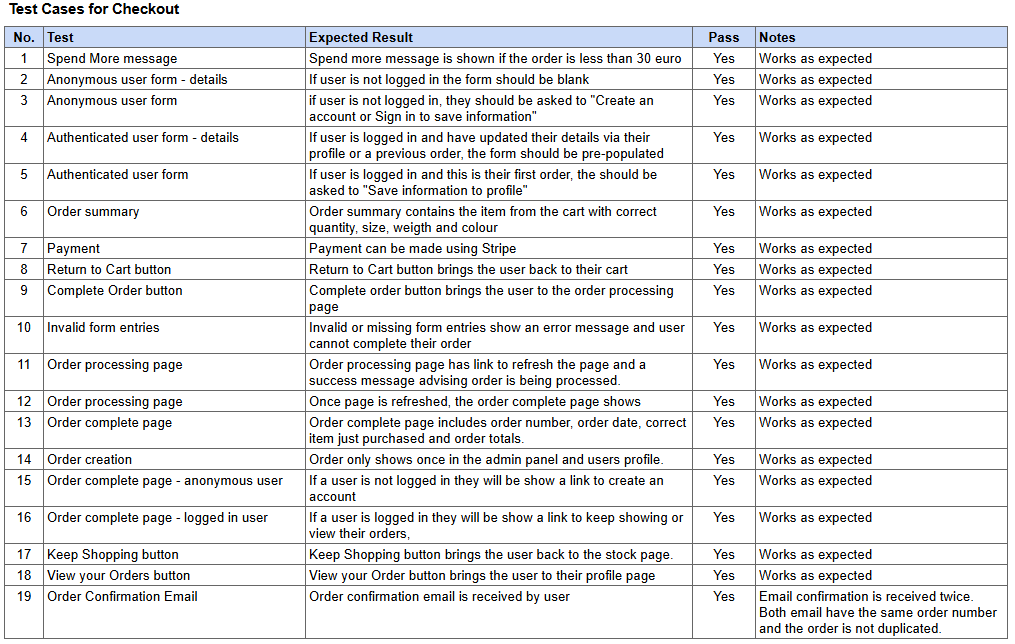 Test Cases for Checkout
No. Test Expected Result Pass Notes
1 Spend More message Spend more message is shown if the order is less than 30 euro Yes Works as expected
2 Anonymous user form - details If user is not logged in the form should be blank Yes Works as expected
3 Anonymous user form if user is not logged in, they should be asked to "Create an Yes Works as expected
account or Sign in to save information"
4 Authenticated user form - details If user is logged in and have updated their details via their Yes Works as expected
profile or a previous order, the form should be pre-populated
5 Authenticated user form If user is logged in and this is their first order, the should be Yes Works as expected
asked to "Save information to profile"
6 Order summary Order summary contains the item from the cart with correct Yes Works as expected
quantity, size, weigth and colour
7 Payment Payment can be made using Stripe Yes Works as expected
8 Return to Cart button Return to Cart button brings the user back to their cart Yes Works as expected
9 Complete Order button Complete order button brings the user to the order processing Yes Works as expected
page
10 Invalid form entries Invalid or missing form entries show an error message and user Yes Works as expected
cannot complete their order
11 Order processing page Order processing page has link to refresh the page and a Yes Works as expected
success message advising order is being processed.
12 Order processing page Once page is refreshed, the order complete page shows Yes Works as expected
13 Order complete page Order complete page includes order number, order date, correct Yes Works as expected
item just purchased and order totals.
14 Order creation Order only shows once in the admin panel and users profile. Yes Works as expected
15 Order complete page - anonymous user If a user is not logged in they will be show a link to create an Yes Works as expected
account
16 Order complete page - logged in user If a user is logged in they will be show a link to keep showing or Yes Works as expected
view their orders,
17 Keep Shopping button Keep Shopping button brings the user back to the stock page. Yes Works as expected
18 View your Orders button View your Order button brings the user to their profile page Yes Works as expected
19 Order Confirmation Email Order confirmation email is received by user Yes Email confirmation is received twice.
Both email have the same order number
and the order is not duplicated.